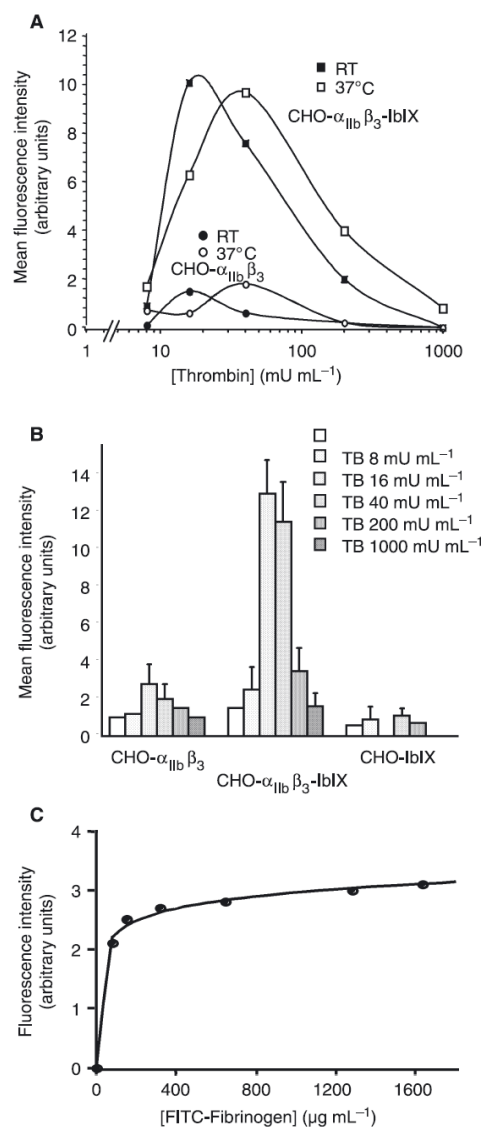 A
12
10
8
6
4
2
0
Mean fluorescence intensity
(arbitrary units)
RT
37°C
CHO-αIIbβ3-IbIX
RT
37°C
CHO-αIIbβ3
1
10
100
1000
[Thrombin] (mU mL⁻¹)
B
14
12
10
8
6
4
2
0
Mean fluorescence intensity
(arbitrary units)
TB 8 mU mL⁻¹
TB 16 mU mL⁻¹
TB 40 mU mL⁻¹
TB 200 mU mL⁻¹
TB 1000 mU mL⁻¹
CHO-αIIbβ3
CHO-αIIbβ3-IbIX
CHO-IbIX
C
4
3
2
1
0
Fluorescence intensity
(arbitrary units)
0
400
800
1200
1600
[FITC-Fibrinogen] (µg mL⁻¹)